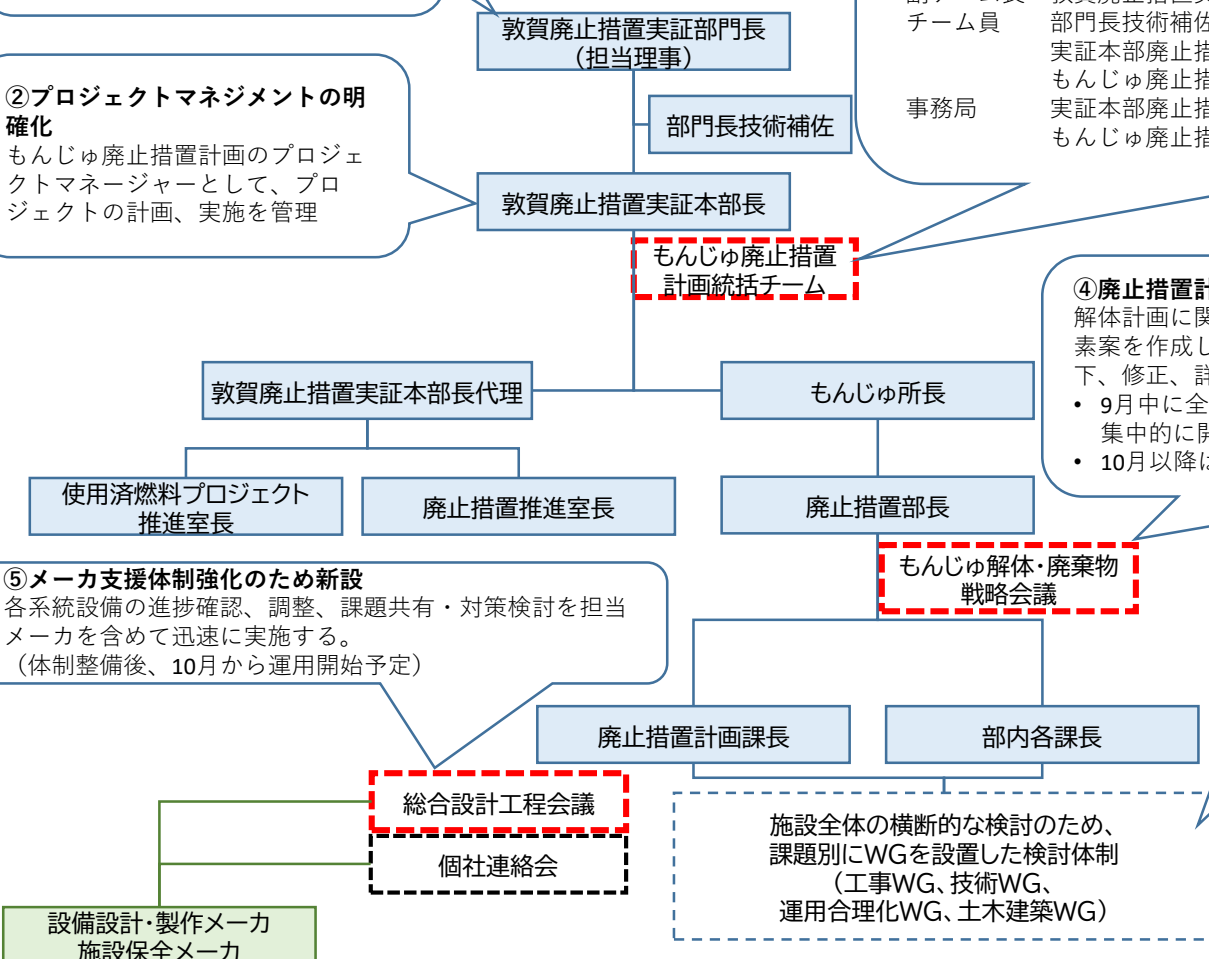 敦賀廃止措置実証部門長
（担当理事）
チーム員 部門長技術補佐
実証本部廃止措
もんじゅ廃止措
事務局 実証本部廃止措
もんじゅ廃止措
②プロジェクトマネジメントの明
確化
もんじゅ廃止措置計画のプロジェ
クトマネージャーとして、プロ
ジェクトの計画、実施を管理
部門長技術補佐
敦賀廃止措置実証本部長
もんじゅ廃止措置
計画統括チーム
④廃止措置計
解体計画に関
素案を作成し
下、修正、詳
• 9月中に全
集中的に開
• 10月以降は
敦賀廃止措置実証本部長代理
もんじゅ所長
使用済燃料プロジェクト
推進室長
廃止措置推進室長
廃止措置部長
もんじゅ解体・廃棄物
戦略会議
⑤メーカ支援体制強化のため新設
各系統設備の進捗確認、調整、課題共有・対策検討を担当
メーカを含めて迅速に実施する。
（体制整備後、10月から運用開始予定）
廃止措置計画課長
部内各課長
総合設計工程会議
個社連絡会
施設全体の横断的な検討のため、
課題別にWGを設置した検討体制
（工事WG、技術WG、
運用合理化WG、土木建築WG）
設備設計・製作メーカ
施設保全メーカ